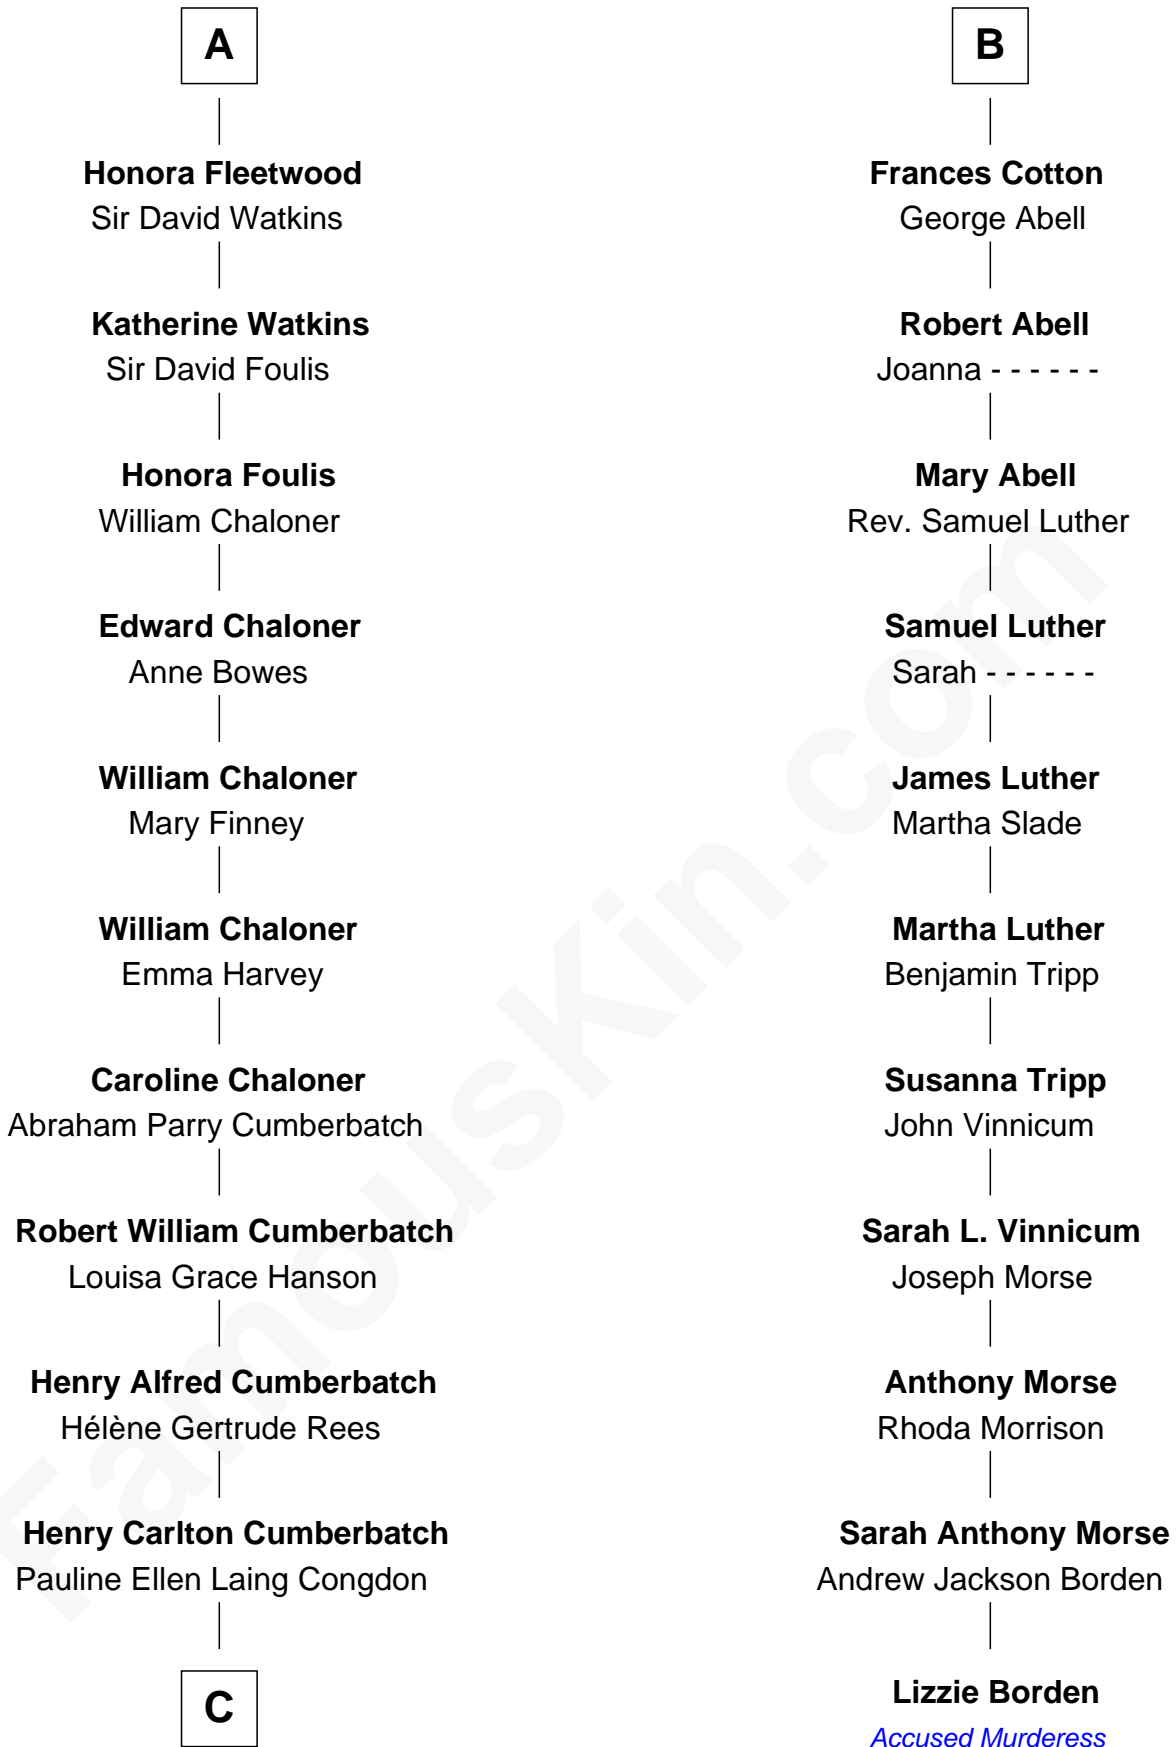 A
Honora Fleetwood
Sir David Watkins
Katherine Watkins
Sir David Foulis
Honora Foulis
William Chaloner
Edward Chaloner
Anne Bowes
William Chaloner
Mary Finney
William Chaloner
Emma Harvey
Caroline Chaloner
Abraham Parry Cumberbatch
Robert William Cumberbatch
Louisa Grace Hanson
Henry Alfred Cumberbatch
Hélène Gertrude Rees
Henry Carlton Cumberbatch
Pauline Ellen Laing Congdon
C
B
Frances Cotton
George Abell
Robert Abell
Joanna - - - - - -
Mary Abell
Rev. Samuel Luther
Samuel Luther
Sarah - - - - - -
James Luther
Martha Slade
Martha Luther
Benjamin Tripp
Susanna Tripp
John Vinnicum
Sarah L. Vinnicum
Joseph Morse
Anthony Morse
Rhoda Morrison
Sarah Anthony Morse
Andrew Jackson Borden
Lizzie Borden
Accused Murderess
FamousKin.com